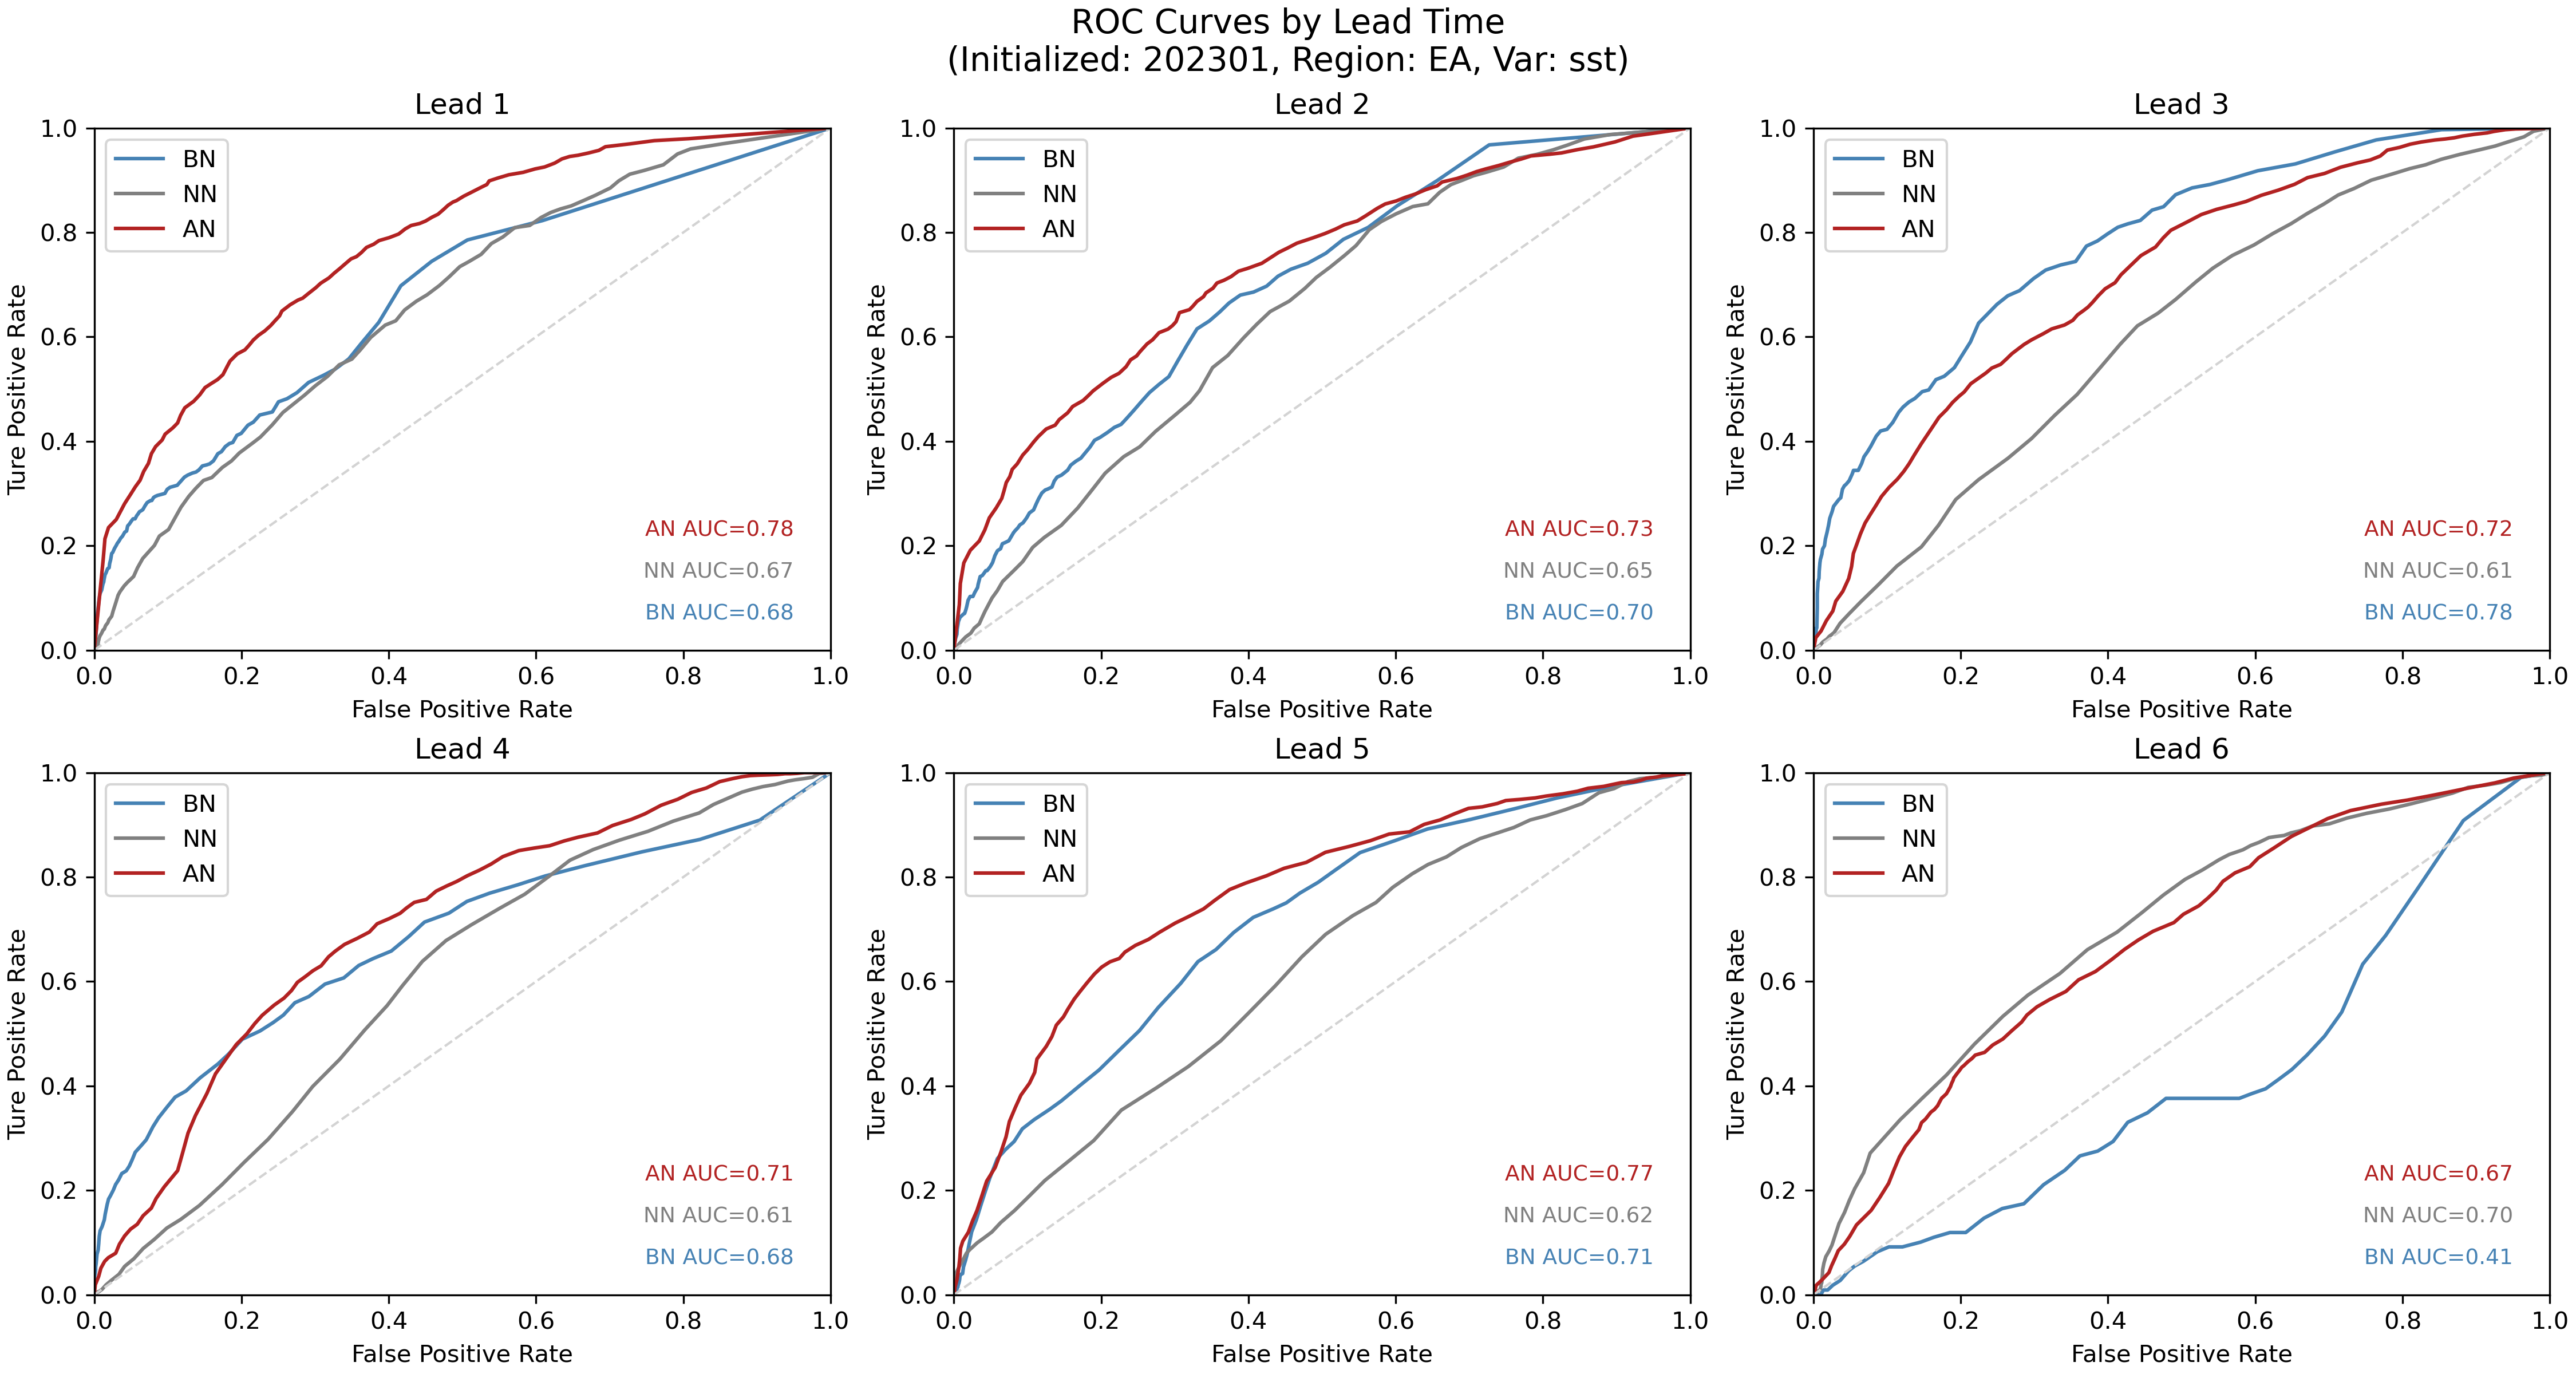 ROC Curves by Lead Time
(Initialized: 202301, Region: EA, Var: sst)
Lead 1
1.0
0.8
0.6
0.4
0.2
0.0
Ture Positive Rate
BN
NN
AN
AN AUC=0.78
NN AUC=0.67
BN AUC=0.68
0.0 0.2 0.4 0.6 0.8 1.0
False Positive Rate
Lead 2
1.0
0.8
0.6
0.4
0.2
0.0
Ture Positive Rate
BN
NN
AN
AN AUC=0.73
NN AUC=0.65
BN AUC=0.70
0.0 0.2 0.4 0.6 0.8 1.0
False Positive Rate
Lead 3
1.0
0.8
0.6
0.4
0.2
0.0
Ture Positive Rate
BN
NN
AN
AN AUC=0.72
NN AUC=0.61
BN AUC=0.78
0.0 0.2 0.4 0.6 0.8 1.0
False Positive Rate
Lead 4
1.0
0.8
0.6
0.4
0.2
0.0
Ture Positive Rate
BN
NN
AN
AN AUC=0.71
NN AUC=0.61
BN AUC=0.68
0.0 0.2 0.4 0.6 0.8 1.0
False Positive Rate
Lead 5
1.0
0.8
0.6
0.4
0.2
0.0
Ture Positive Rate
BN
NN
AN
AN AUC=0.77
NN AUC=0.62
BN AUC=0.71
0.0 0.2 0.4 0.6 0.8 1.0
False Positive Rate
Lead 6
1.0
0.8
0.6
0.4
0.2
0.0
Ture Positive Rate
BN
NN
AN
AN AUC=0.67
NN AUC=0.70
BN AUC=0.41
0.0 0.2 0.4 0.6 0.8 1.0
False Positive Rate